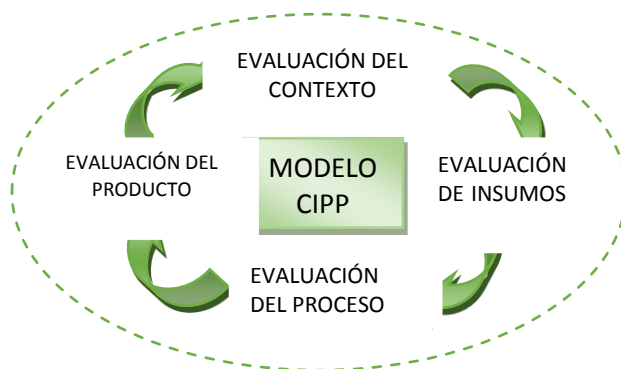 EVALUACIÓN DEL
CONTEXTO
EVALUACIÓN DEL
PRODUCTO
MODELO
CIPP
EVALUACIÓN
DE INSUMOS
EVALUACIÓN
DEL PROCESO